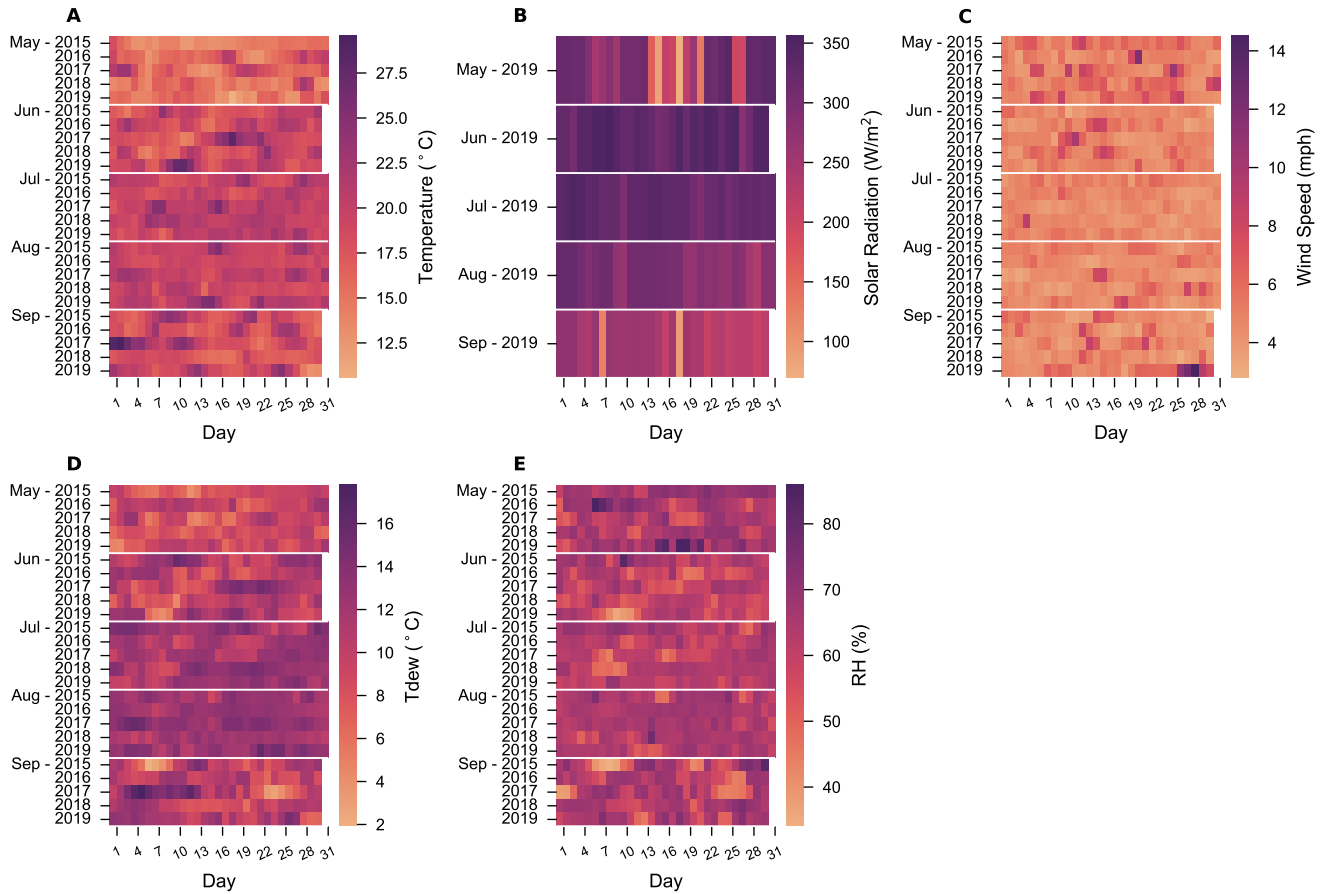 A
May - 2015
2016
2017
2018
2019
Jun - 2015
2016
2017
2018
2019
Jul - 2015
2016
2017
2018
2019
Aug - 2015
2016
2017
2018
2019
Sep - 2015
2016
2017
2018
2019
1 4 7 10 13 16 19 22 25 28 31
Day
27.5
25.0
22.5
20.0
17.5
15.0
12.5
Temperature (°C)
B
May - 2019
Jun - 2019
Jul - 2019
Aug - 2019
Sep - 2019
1 4 7 10 13 16 19 22 25 28 31
Day
350
300
250
200
150
100
Solar Radiation (W/m²)
C
May - 2015
2016
2017
2018
2019
Jun - 2015
2016
2017
2018
2019
Jul - 2015
2016
2017
2018
2019
Aug - 2015
2016
2017
2018
2019
Sep - 2015
2016
2017
2018
2019
1 4 7 10 13 16 19 22 25 28 31
Day
14
12
10
8
6
4
Wind Speed (mph)
D
May - 2015
2016
2017
2018
2019
Jun - 2015
2016
2017
2018
2019
Jul - 2015
2016
2017
2018
2019
Aug - 2015
2016
2017
2018
2019
Sep - 2015
2016
2017
2018
2019
1 4 7 10 13 16 19 22 25 28 31
Day
16
14
12
10
8
6
4
2
Tdew (°C)
E
May - 2015
2016
2017
2018
2019
Jun - 2015
2016
2017
2018
2019
Jul - 2015
2016
2017
2018
2019
Aug - 2015
2016
2017
2018
2019
Sep - 2015
2016
2017
2018
2019
1 4 7 10 13 16 19 22 25 28 31
Day
80
70
60
50
40
RH (%)